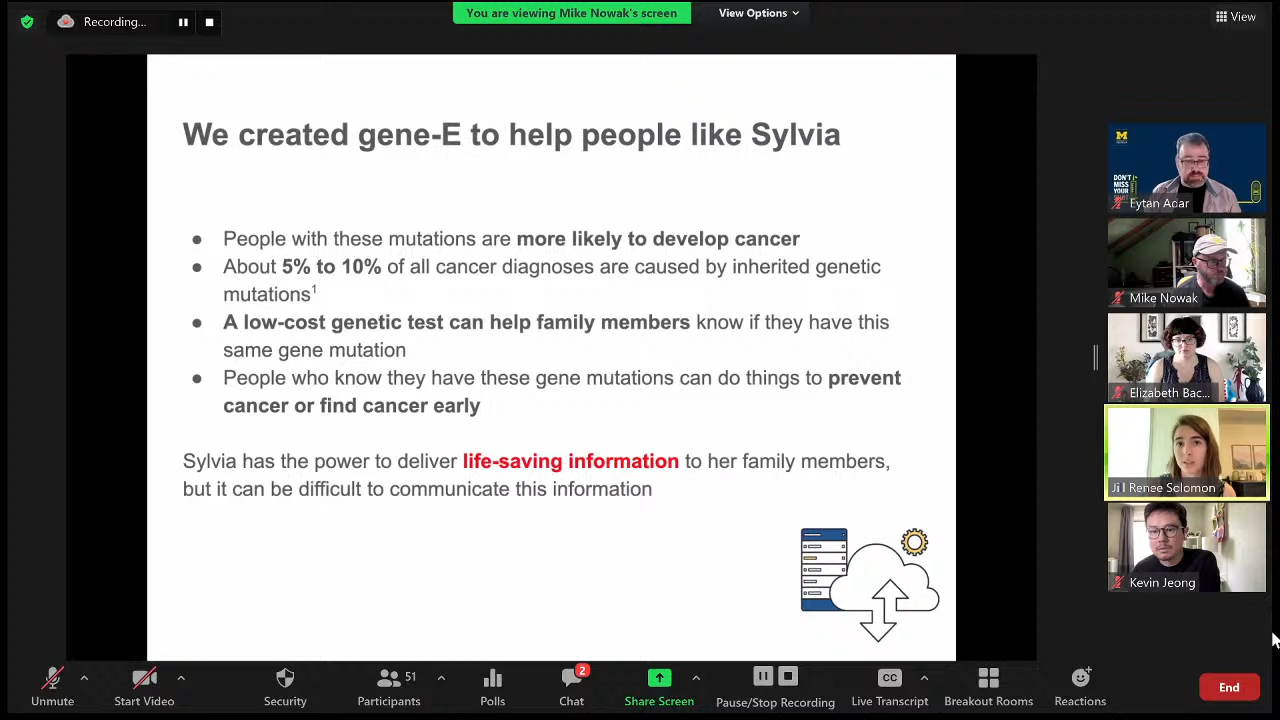 Recording...
You are viewing Mike Nowak's screen
View Options
View
We created gene-E to help people like Sylvia
● People with these mutations are more likely to develop cancer
● About 5% to 10% of all cancer diagnoses are caused by inherited genetic
mutations1
● A low-cost genetic test can help family members know if they have this
same gene mutation
● People who know they have these gene mutations can do things to prevent
cancer or find cancer early
Sylvia has the power to deliver life-saving information to her family members,
but it can be difficult to communicate this information
M
DON'T
MISS
YOUR
Eytan Adar
Mike Nowak
Elizabeth Bac...
Jill Renee Solomon
Kevin Jeong
Unmute
Start Video
Security
Participants
51
Polls
Chat
2
Share Screen
Pause/Stop Recording
CC
Live Transcript
Breakout Rooms
Reactions
End